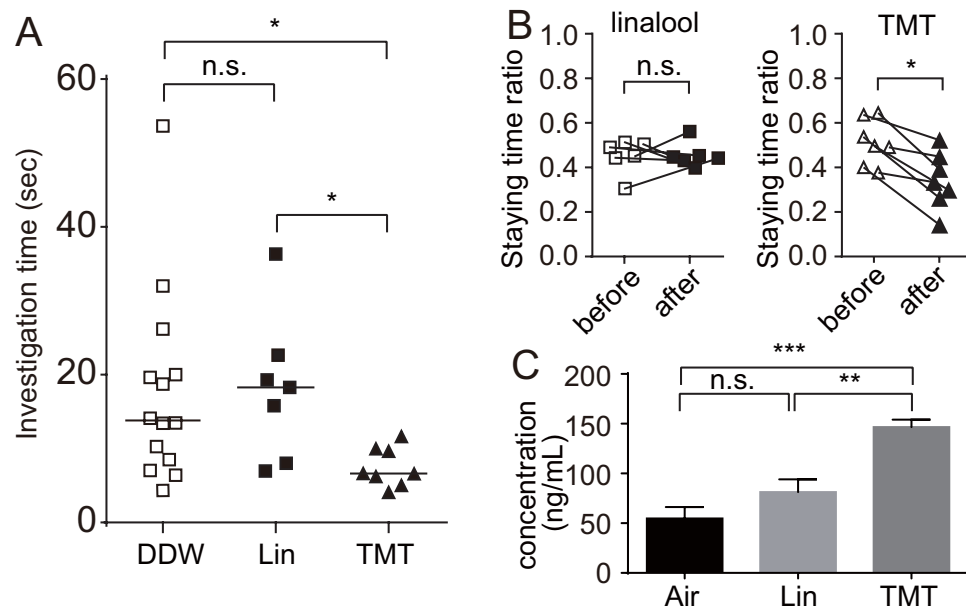 A
Investigation time (sec)
60
40
20
0
*
n.s.
*
DDW
Lin
TMT
B
linalool
Staying time ratio
1.0
0.8
0.6
0.4
0.2
0.0
n.s.
before
after
TMT
Staying time ratio
1.0
0.8
0.6
0.4
0.2
0.0
*
before
after
C
concentration
(ng/mL)
200
150
100
50
0
***
n.s.
**
Air
Lin
TMT